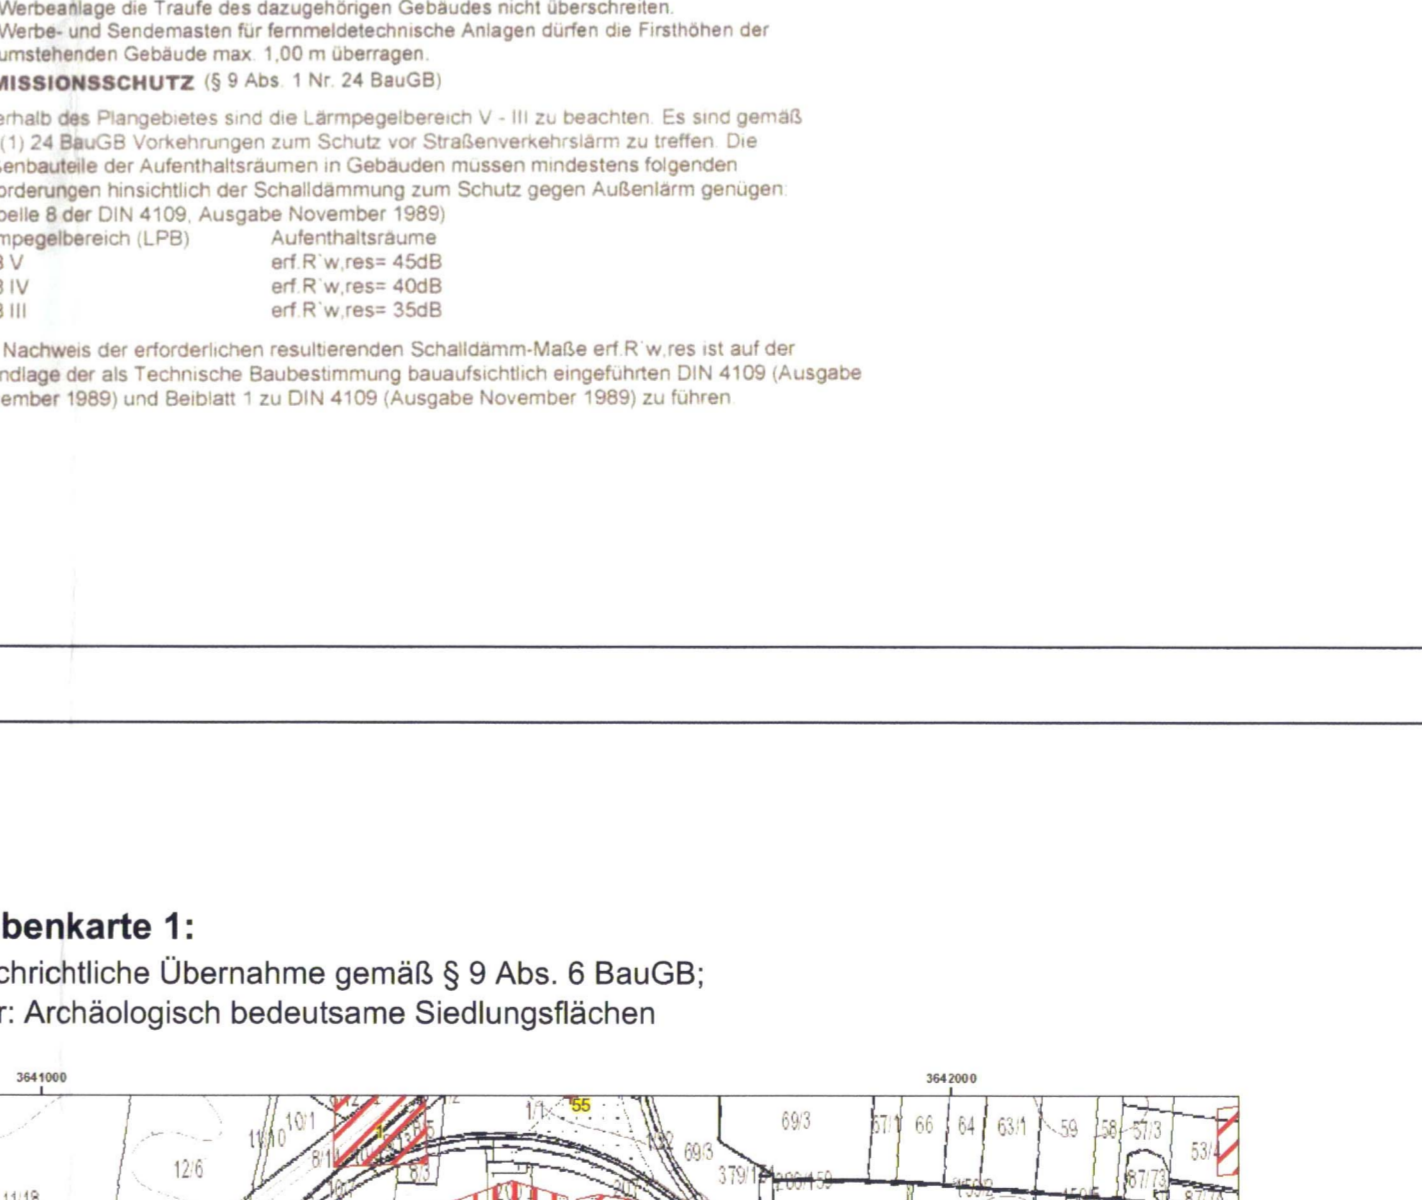 Werbeanlage die Traufe des dazugehörigen Gebäudes nicht überschreiten.
Werbe- und Sendemasten für fernmeldetechnische Anlagen dürfen die Firsthöhen der
umstehenden Gebäude max. 1,00 m überragen.
MISSIONSSCHUTZ (§ 9 Abs. 1 Nr. 24 BauGB)
erhalb des Plangebietes sind die Lärmpegelbereich V - III zu beachten. Es sind gemäß
(1) 24 BauGB Vorkehrungen zum Schutz vor Straßenverkehrslärm zu treffen. Die
enbauteile der Aufenthaltsräumen in Gebäuden müssen mindestens folgenden
orderungen hinsichtlich der Schalldämmung zum Schutz gegen Außenlärm genügen:
belle 8 der DIN 4109, Ausgabe November 1989)
mpegelbereich (LPB) Aufenthaltsräume
B V erf.R`w,res= 45dB
B IV erf.R`w,res= 40dB
B III erf.R`w,res= 35dB
Nachweis der erforderlichen resultierenden Schalldämm-Maße erf.R`w,res ist auf der
ndlage der als Technische Baubestimmung bauaufsichtlich eingeführten DIN 4109 (Ausgabe
ember 1989) und Beiblatt 1 zu DIN 4109 (Ausgabe November 1989) zu führen.
benkarte 1:
chrichtliche Übernahme gemäß § 9 Abs. 6 BauGB;
r: Archäologisch bedeutsame Siedlungsflächen
3641000 3642000
10/1 1/1 55 69/3 67/1 66 64 63/1 59 58 57/3
1 69/3 53/
12/6 8/3